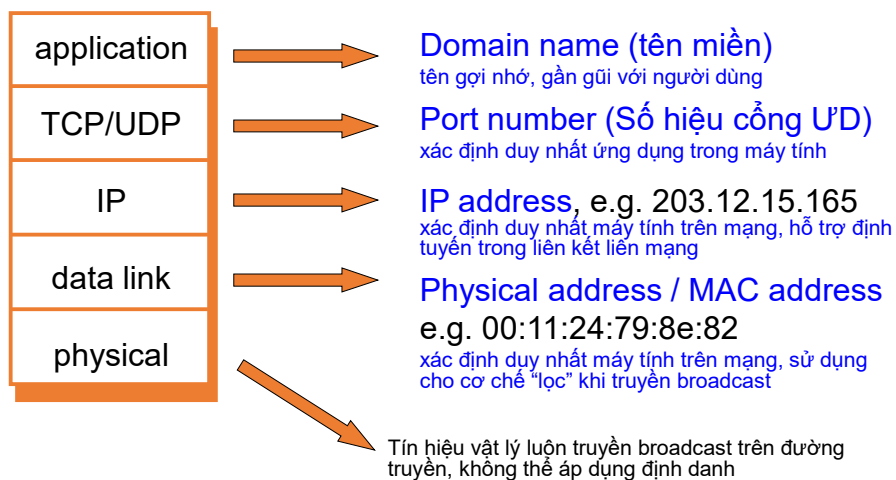 application
Domain name (tên miền)
tên gợi nhớ, gần gũi với người dùng
TCP/UDP
Port number (Số hiệu cổng ƯD)
xác định duy nhất ứng dụng trong máy tính
IP
IP address, e.g. 203.12.15.165
xác định duy nhất máy tính trên mạng, hỗ trợ định
tuyến trong liên kết liên mạng
data link
Physical address / MAC address
e.g. 00:11:24:79:8e:82
xác định duy nhất máy tính trên mạng, sử dụng
cho cơ chế “lọc” khi truyền broadcast
physical
Tín hiệu vật lý luôn truyền broadcast trên đường
truyền, không thể áp dụng định danh